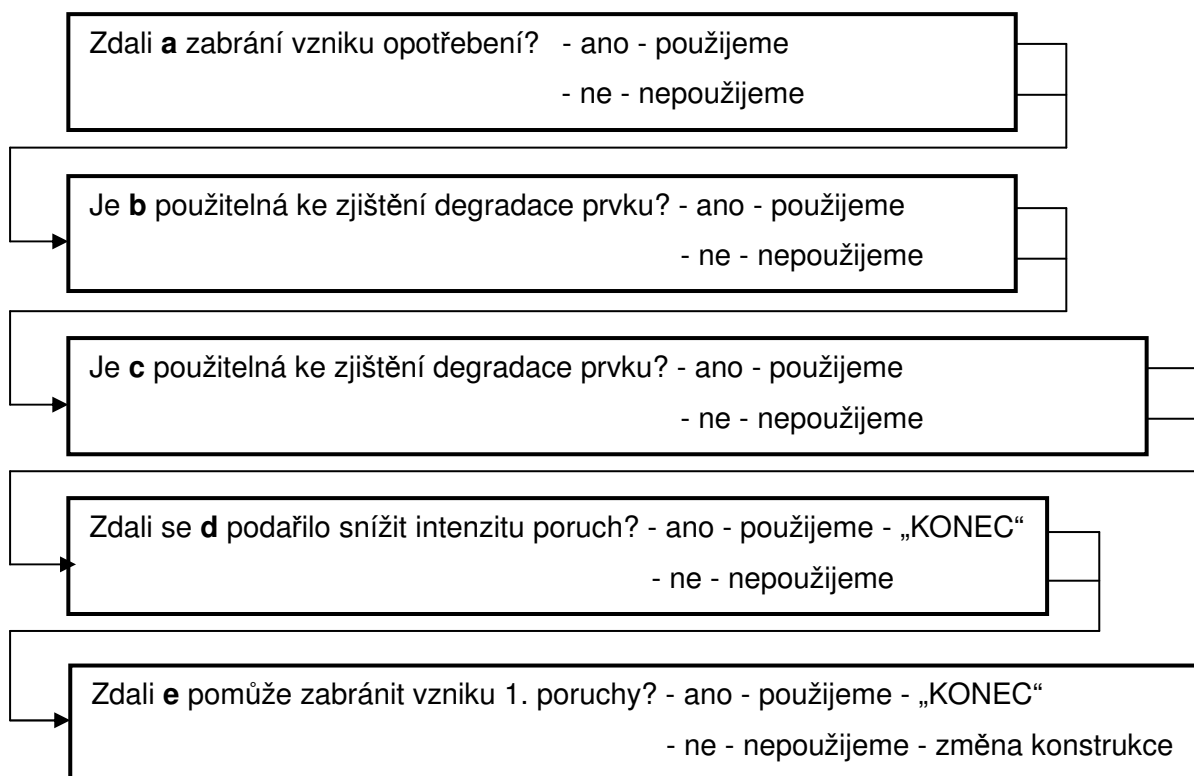 Zdali a zabrání vzniku opotřebení? - ano - použijeme
- ne - nepoužijeme
Je b použitelná ke zjištění degradace prvku? - ano - použijeme
- ne - nepoužijeme
Je c použitelná ke zjištění degradace prvku? - ano - použijeme
- ne - nepoužijeme
Zdali se d podařilo snížit intenzitu poruch? - ano - použijeme - „KONEC“
- ne - nepoužijeme
Zdali e pomůže zabránit vzniku 1. poruchy? - ano - použijeme - „KONEC“
- ne - nepoužijeme - změna konstrukce